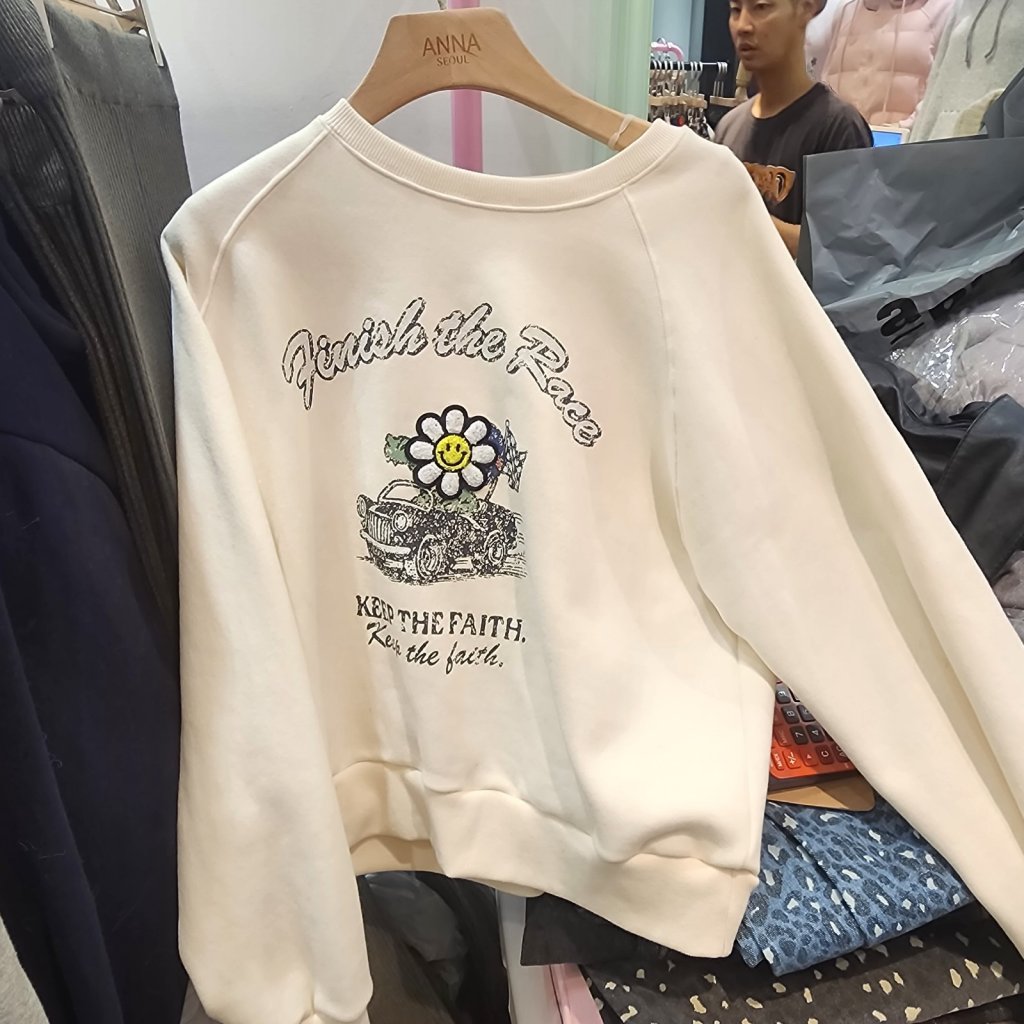 ANNA
SEOUL
Finish the Race
KEEP THE FAITH.
Keep the faith.